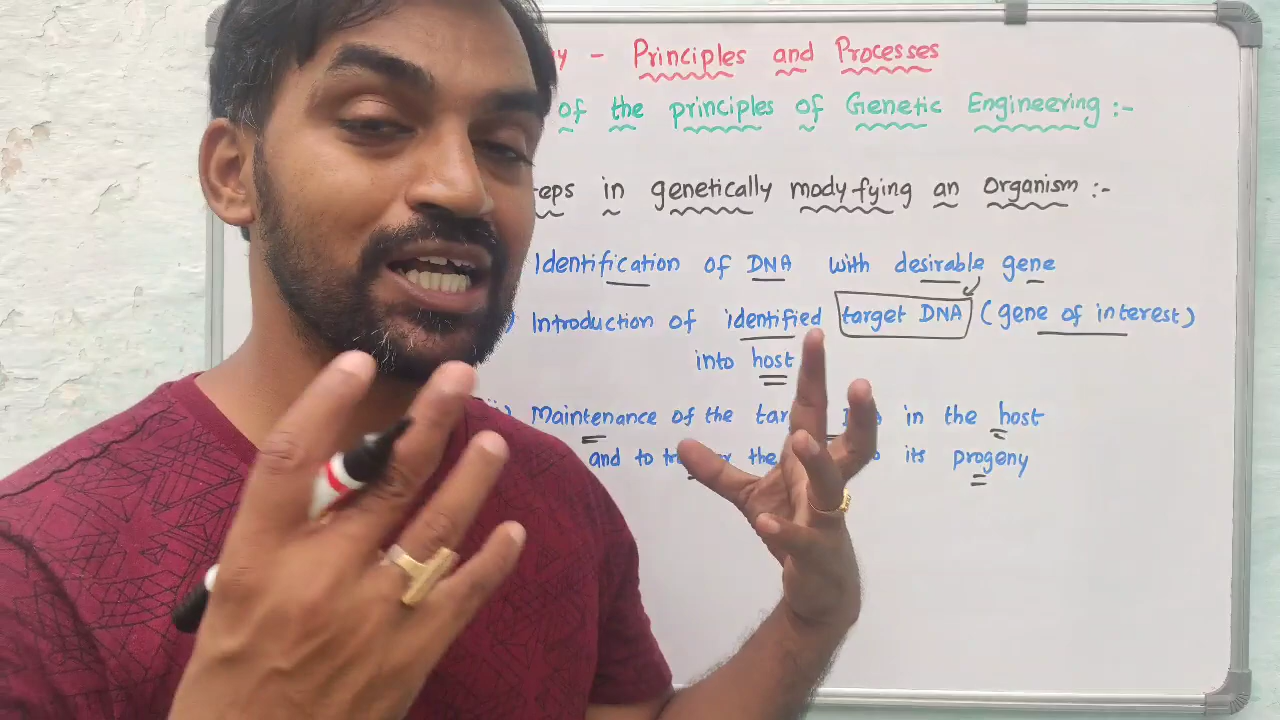 - Principles and Processes
of the principles of Genetic Engineering :-
in genetically modyfying an Organism :-
Identification of DNA with desirable gene
Introduction of identified target DNA (gene of interest)
into host
Maintenance of the in the host
and to the its progeny